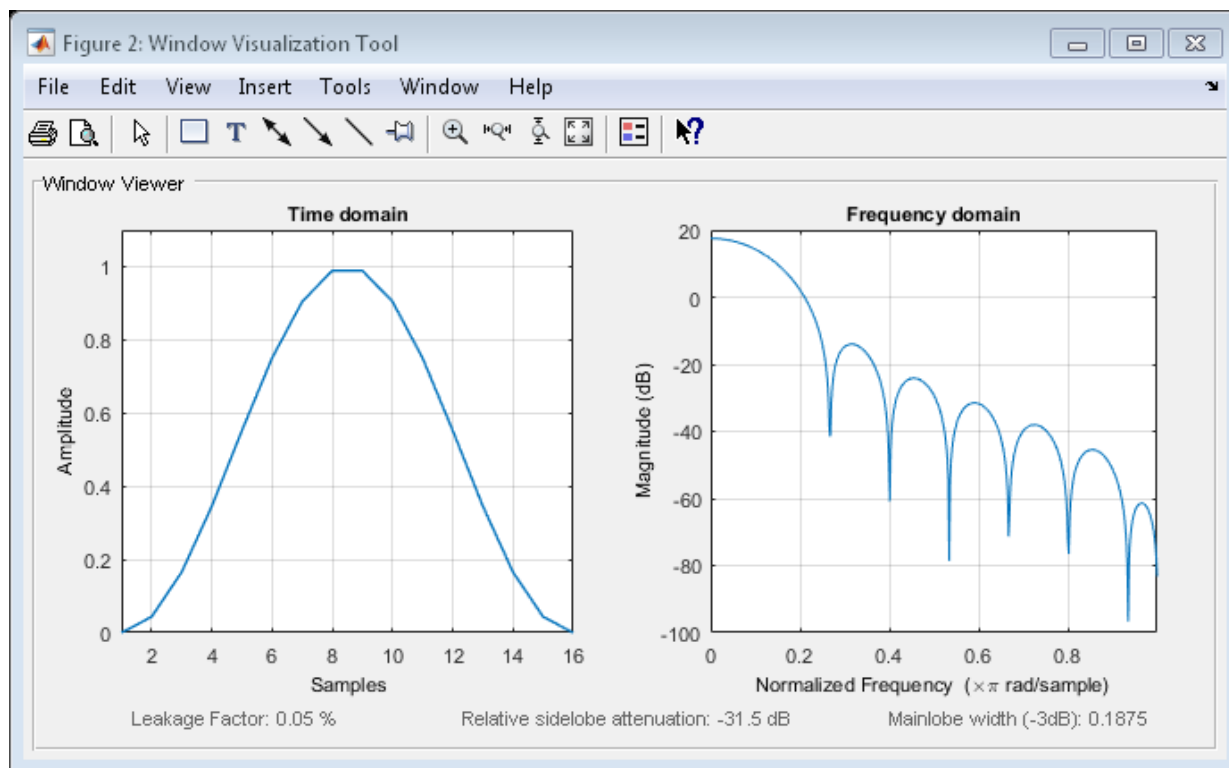 Figure 2: Window Visualization Tool
File Edit View Insert Tools Window Help
T
Window Viewer
Time domain
1
0.8
0.6
0.4
0.2
0
Amplitude
2 4 6 8 10 12 14 16
Samples
Frequency domain
20
0
-20
-40
-60
-80
-100
Magnitude (dB)
0 0.2 0.4 0.6 0.8
Normalized Frequency (×π rad/sample)
Leakage Factor: 0.05 %
Relative sidelobe attenuation: -31.5 dB
Mainlobe width (-3dB): 0.1875